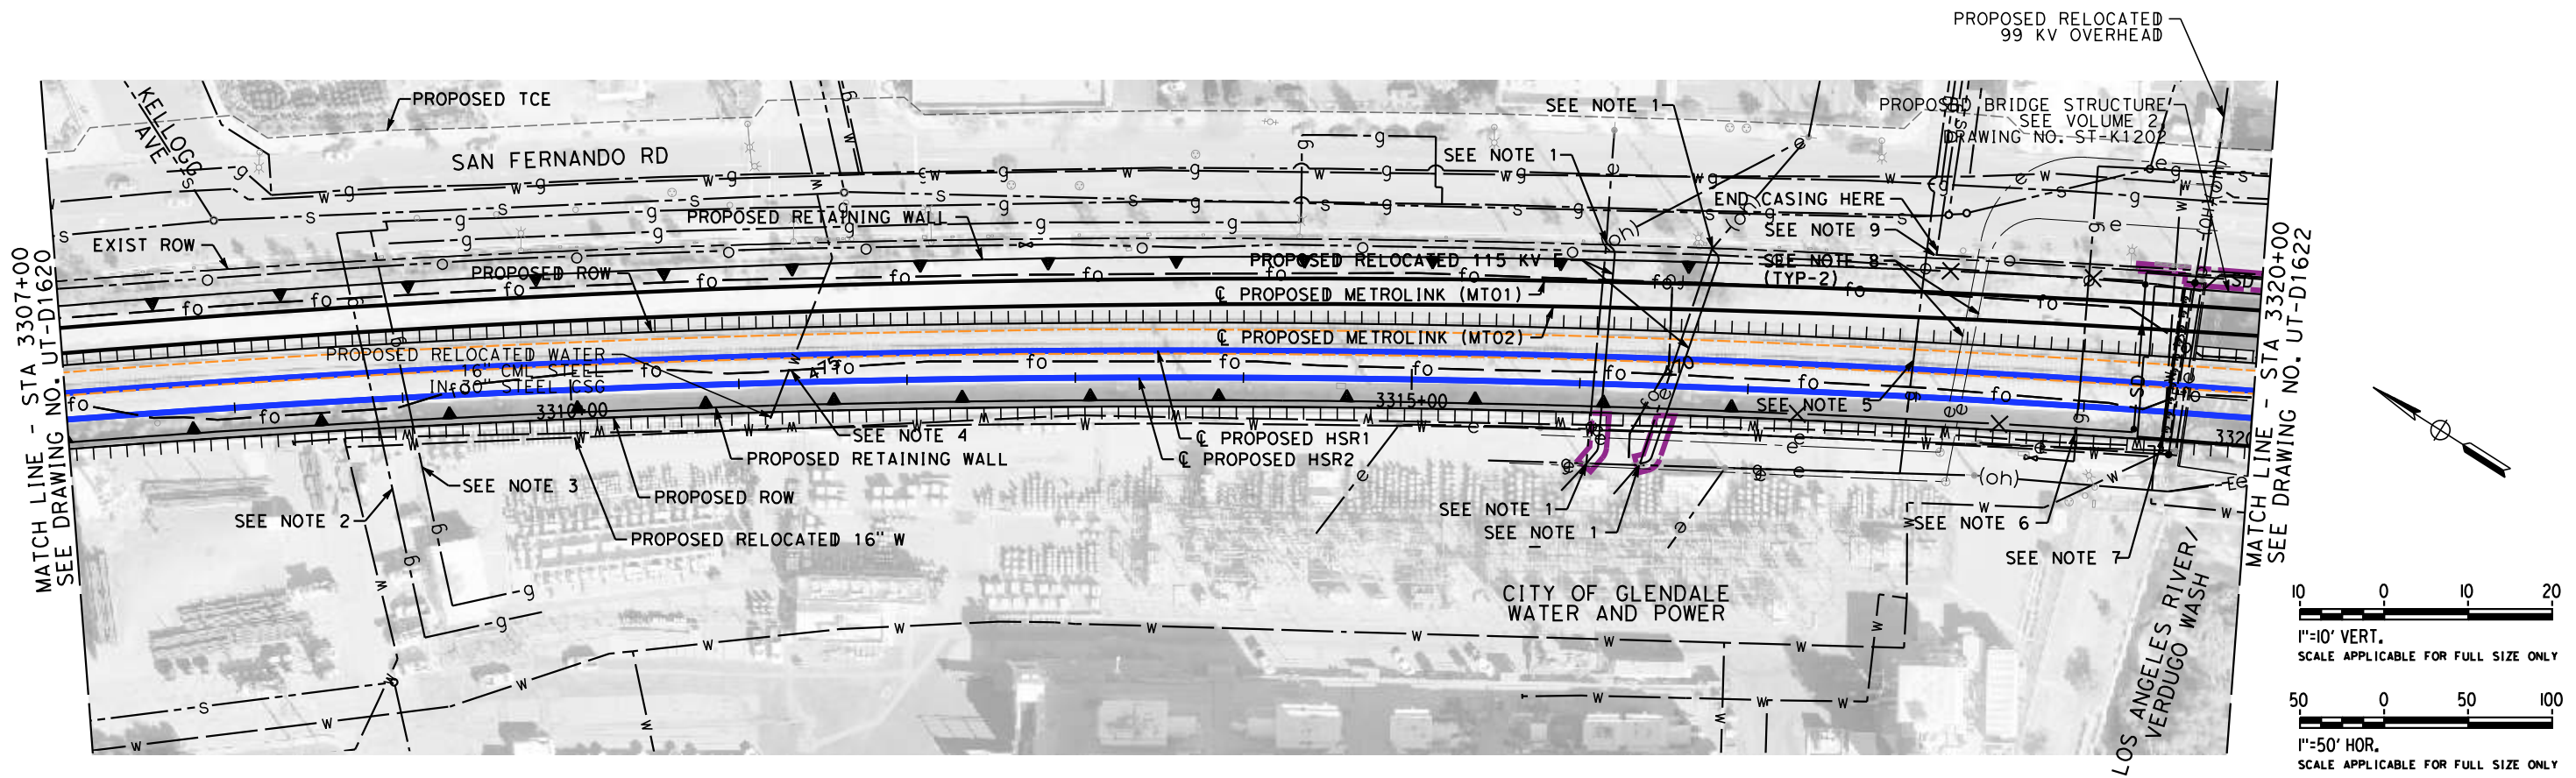 PROPOSED RELOCATED
99 KV OVERHEAD
PROPOSED TCE
KELLOGG
AVE
SAN FERNANDO RD
SEE NOTE 1
PROPOSED BRIDGE STRUCTURE
SEE VOLUME 2
DRAWING NO. ST-K1202
SEE NOTE 1
END CASING HERE
SEE NOTE 9
PROPOSED RETAINING WALL
EXIST ROW
PROPOSED ROW
PROPOSED RELOCATED 115 KV E
SEE NOTE 8
(TYP-2)
℄ PROPOSED METROLINK (MT01)
℄ PROPOSED METROLINK (MT02)
PROPOSED RELOCATED WATER
16" CML STEEL
IN 30" STEEL CSG
3310+00
3315+00
SEE NOTE 5
SEE NOTE 4
℄ PROPOSED HSR1
℄ PROPOSED HSR2
PROPOSED RETAINING WALL
SEE NOTE 3
PROPOSED ROW
SEE NOTE 2
PROPOSED RELOCATED 16" W
SEE NOTE 1
SEE NOTE 1
SEE NOTE 6
SEE NOTE 7
(oh)
SD
SD
CITY OF GLENDALE
WATER AND POWER
LOS ANGELES RIVER/
VERDUGO WASH
MATCH LINE - STA 3307+00
SEE DRAWING NO. UT-D1620
MATCH LINE - STA 3320+00
SEE DRAWING NO. UT-D1622
10 0 10 20
1"=10' VERT.
SCALE APPLICABLE FOR FULL SIZE ONLY
50 0 50 100
1"=50' HOR.
SCALE APPLICABLE FOR FULL SIZE ONLY